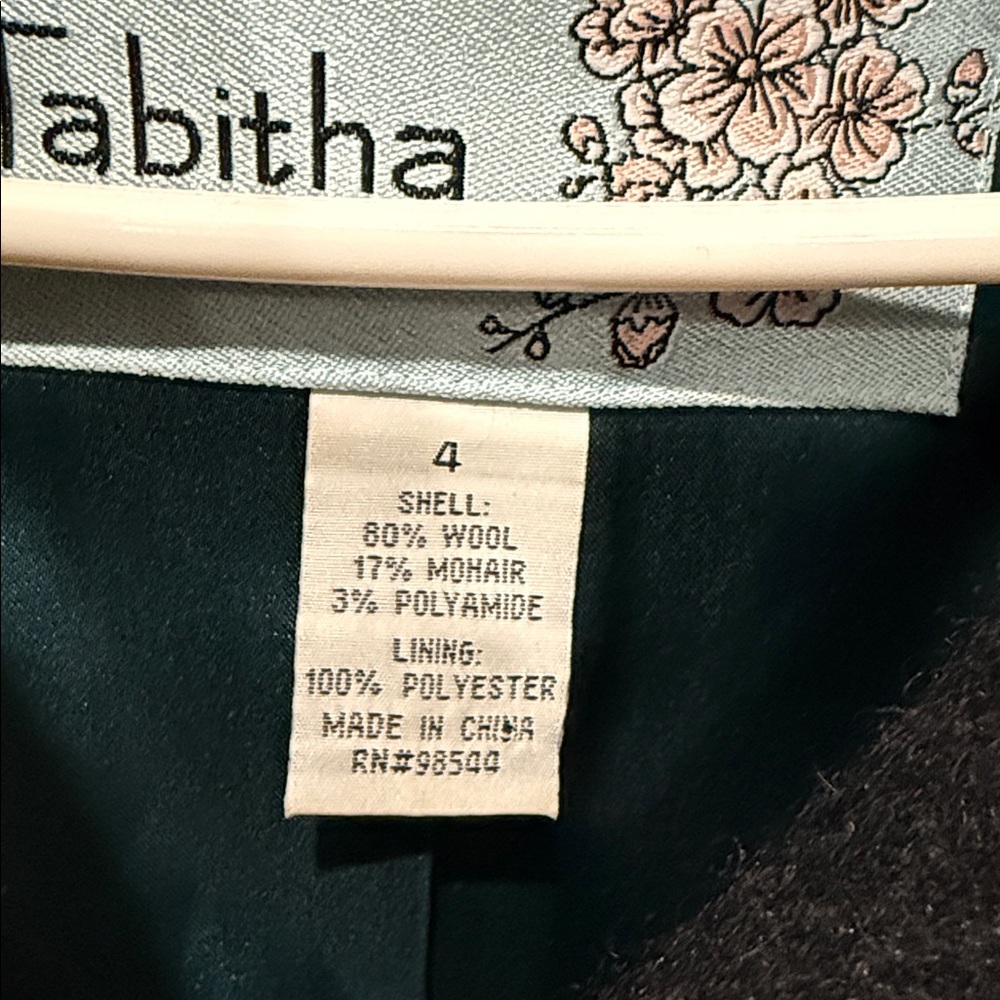 Tabitha
4
SHELL:
80% WOOL
17% MOHAIR
3% POLYAMIDE
LINING:
100% POLYESTER
MADE IN CHINA
RN#98544